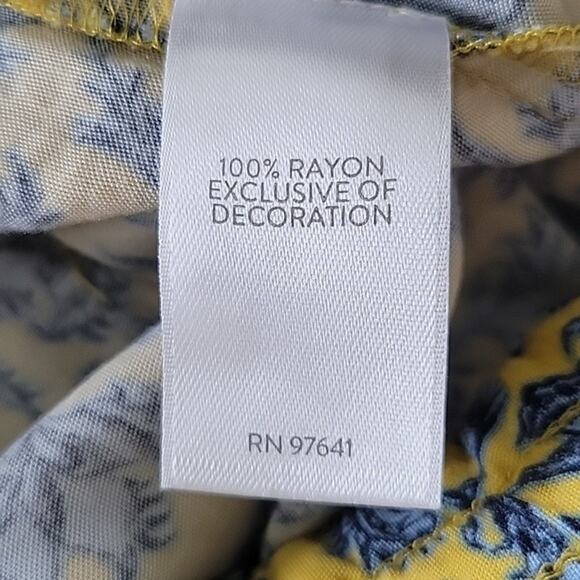 100% RAYON
EXCLUSIVE OF
DECORATION
RN 97641